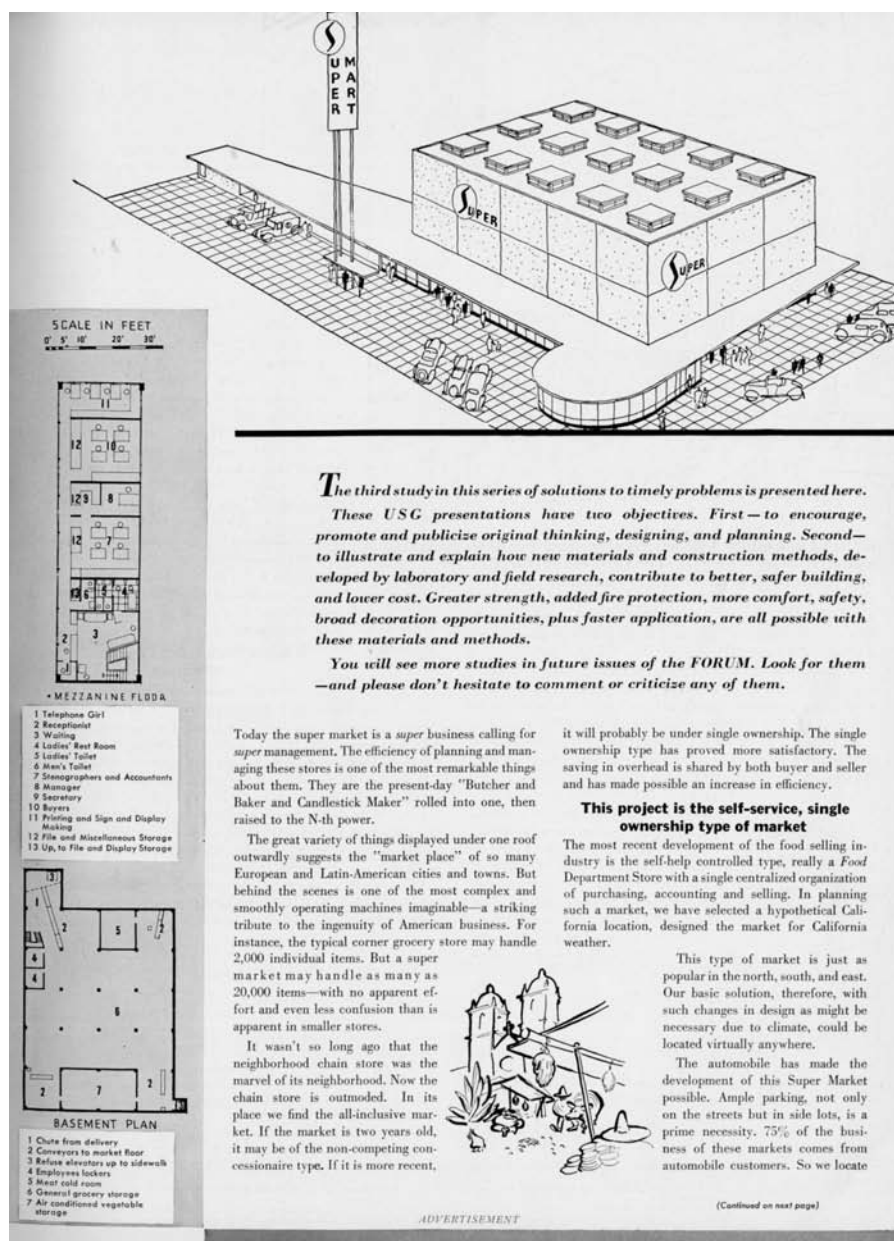 SUPER
MART
SUPER
SUPER
SCALE IN FEET
0' 5' 10' 20' 30'
11
12
10
12
9
8
12
7
13
6
5
4
2
3
1
•MEZZANINE FLOOR
1 Telephone Girl
2 Receptionist
3 Waiting
4 Ladies' Rest Room
5 Ladies' Toilet
6 Men's Toilet
7 Stenographers and Accountants
8 Manager
9 Secretary
10 Buyers
11 Printing and Sign and Display
Making
12 File and Miscellaneous Storage
13 Up, to File and Display Storage
3
1
2
5
2
4
4
6
2
7
2
3
BASEMENT PLAN
1 Chute from delivery
2 Conveyors to market floor
3 Refuse elevators up to sidewalk
4 Employees lockers
5 Meat cold room
6 General grocery storage
7 Air conditioned vegetable
storage
The third study in this series of solutions to timely problems is presented here.
These USG presentations have two objectives. First — to encourage,
promote and publicize original thinking, designing, and planning. Second—
to illustrate and explain how new materials and construction methods, de-
veloped by laboratory and field research, contribute to better, safer building,
and lower cost. Greater strength, added fire protection, more comfort, safety,
broad decoration opportunities, plus faster application, are all possible with
these materials and methods.
You will see more studies in future issues of the FORUM. Look for them
—and please don't hesitate to comment or criticize any of them.
Today the super market is a super business calling for
super management. The efficiency of planning and man-
aging these stores is one of the most remarkable things
about them. They are the present-day "Butcher and
Baker and Candlestick Maker" rolled into one, then
raised to the N-th power.
The great variety of things displayed under one roof
outwardly suggests the "market place" of so many
European and Latin-American cities and towns. But
behind the scenes is one of the most complex and
smoothly operating machines imaginable—a striking
tribute to the ingenuity of American business. For
instance, the typical corner grocery store may handle
2,000 individual items. But a super
market may handle as many as
20,000 items—with no apparent ef-
fort and even less confusion than is
apparent in smaller stores.
It wasn't so long ago that the
neighborhood chain store was the
marvel of its neighborhood. Now the
chain store is outmoded. In its
place we find the all-inclusive mar-
ket. If the market is two years old,
it may be of the non-competing con-
cessionaire type. If it is more recent,
it will probably be under single ownership. The single
ownership type has proved more satisfactory. The
saving in overhead is shared by both buyer and seller
and has made possible an increase in efficiency.
This project is the self-service, single
ownership type of market
The most recent development of the food selling in-
dustry is the self-help controlled type, really a Food
Department Store with a single centralized organization
of purchasing, accounting and selling. In planning
such a market, we have selected a hypothetical Cali-
fornia location, designed the market for California
weather.
This type of market is just as
popular in the north, south, and east.
Our basic solution, therefore, with
such changes in design as might be
necessary due to climate, could be
located virtually anywhere.
The automobile has made the
development of this Super Market
possible. Ample parking, not only
on the streets but in side lots, is a
prime necessity. 75% of the busi-
ness of these markets comes from
automobile customers. So we locate
(Continued on next page)
ADVERTISEMENT